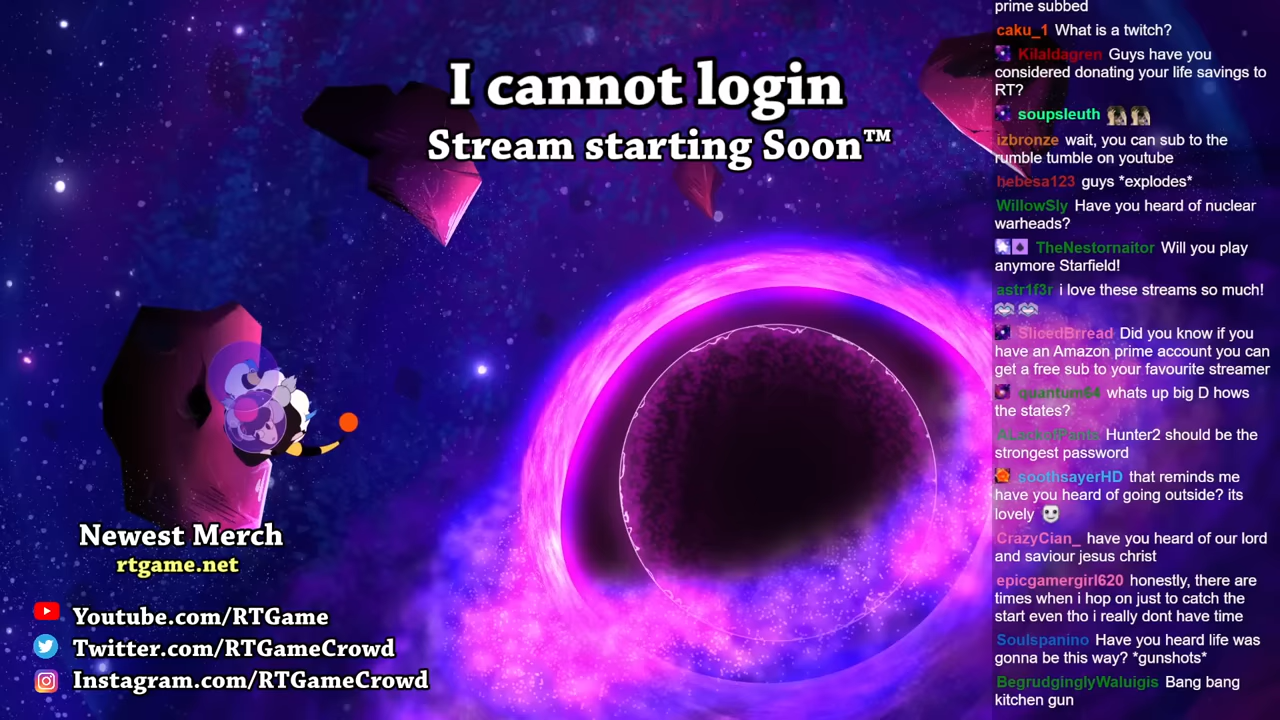 I cannot login
Stream starting Soon™
Newest Merch
rtgame.net
Youtube.com/RTGame
Twitter.com/RTGameCrowd
Instagram.com/RTGameCrowd
prime subbed
caku_1 What is a twitch?
Kilaldagren Guys have you
considered donating your life savings to
RT?
soupsleuth
izbronze wait, you can sub to the
rumble tumble on youtube
hebesa123 guys *explodes*
WillowSly Have you heard of nuclear
warheads?
TheNestornaitor Will you play
anymore Starfield!
astr1f3r i love these streams so much!
SlicedBrread Did you know if you
have an Amazon prime account you can
get a free sub to your favourite streamer
quantum64 whats up big D hows
the states?
ALackofPants Hunter2 should be the
strongest password
soothsayerHD that reminds me
have you heard of going outside? its
lovely
CrazyCian_ have you heard of our lord
and saviour jesus christ
epicgamergirl620 honestly, there are
times when i hop on just to catch the
start even tho i really dont have time
Soulspanino Have you heard life was
gonna be this way? *gunshots*
BegrudginglyWaluigis Bang bang
kitchen gun